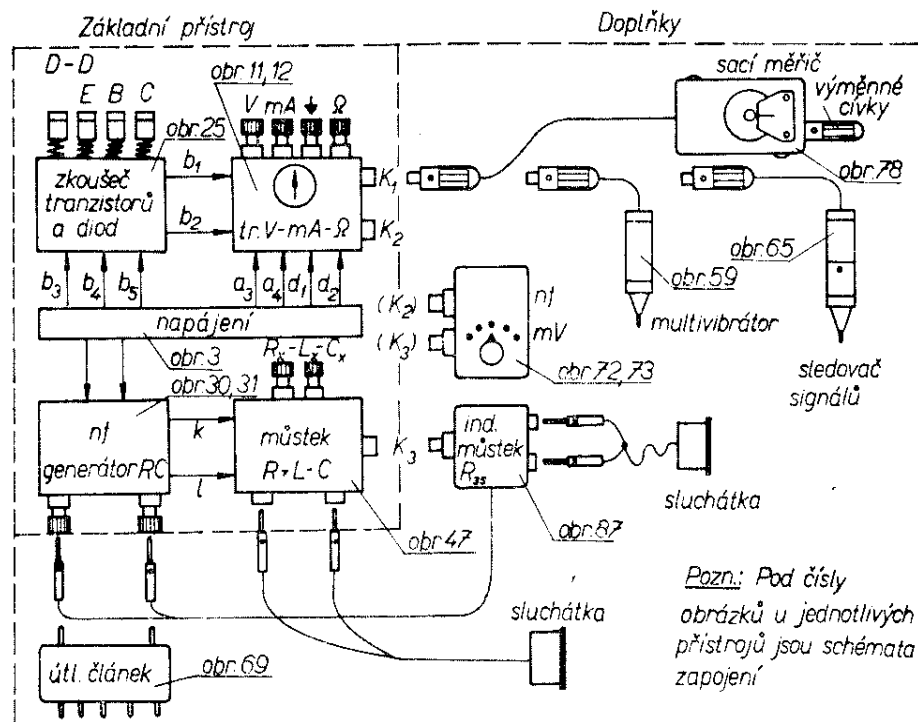 Základní přístroj
Doplňky
D-D
E B C
obr. 25
obr. 11, 12
V mA Ω
zkoušeč
tranzistorů
a diod
b₁
b₂
tr. V-mA-Ω
K₁
K₂
b₃ b₄ b₅
a₃ a₄ d₁ d₂
napájení
obr. 3
Rₓ-Lₓ-Cₓ
obr. 30, 31
nf
generátor RC
k
l
můstek
R+L-C
K₃
obr. 47
sací měřič
výměnné
cívky
obr. 78
obr. 59
multivibrátor
obr. 65
sledovač
signálů
(K₂)
(K₃)
nf
mV
obr. 72, 73
ind.
můstek
R₃₅
obr. 87
sluchátka
sluchátka
útl. článek
obr. 69
Pozn.: Pod čísly
obrázků u jednotlivých
přístrojů jsou schémata
zapojení